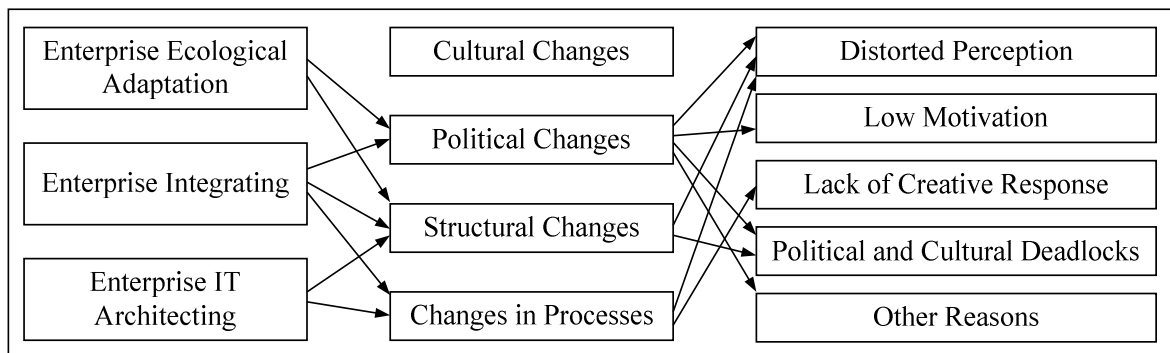 Enterprise Ecological
Adaptation
Enterprise Integrating
Enterprise IT
Architecting
Cultural Changes
Political Changes
Structural Changes
Changes in Processes
Distorted Perception
Low Motivation
Lack of Creative Response
Political and Cultural Deadlocks
Other Reasons